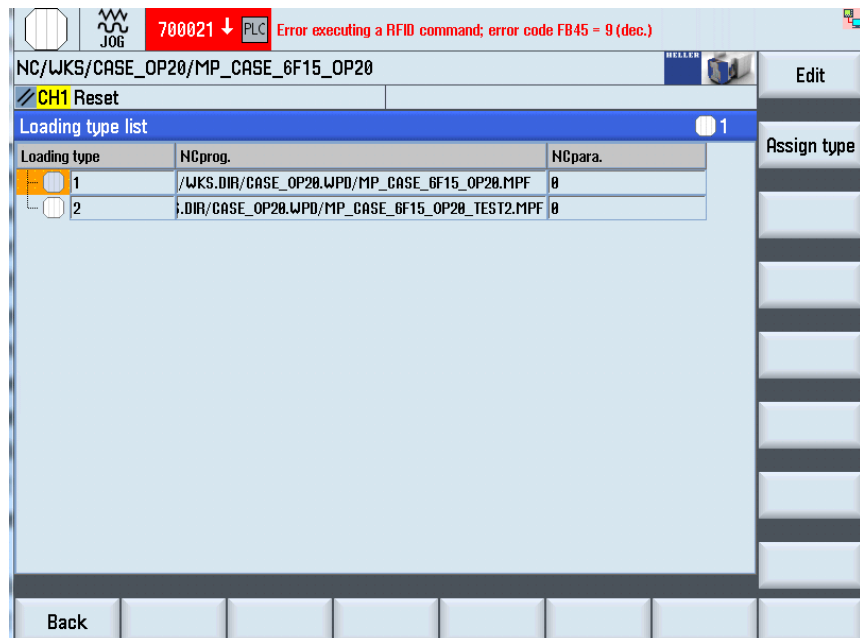 JOG
700021 ↓ PLC Error executing a RFID command; error code FB45 = 9 (dec.)
NC/WKS/CASE_OP20/MP_CASE_6F15_OP20
HELLER
Edit
CH1 Reset
Loading type list 1
Assign type
Loading type NCprog. NCpara.
1 /WKS.DIR/CASE_OP20.WPD/MP_CASE_6F15_OP20.MPF 0
2 .DIR/CASE_OP20.WPD/MP_CASE_6F15_OP20_TEST2.MPF 0
Back